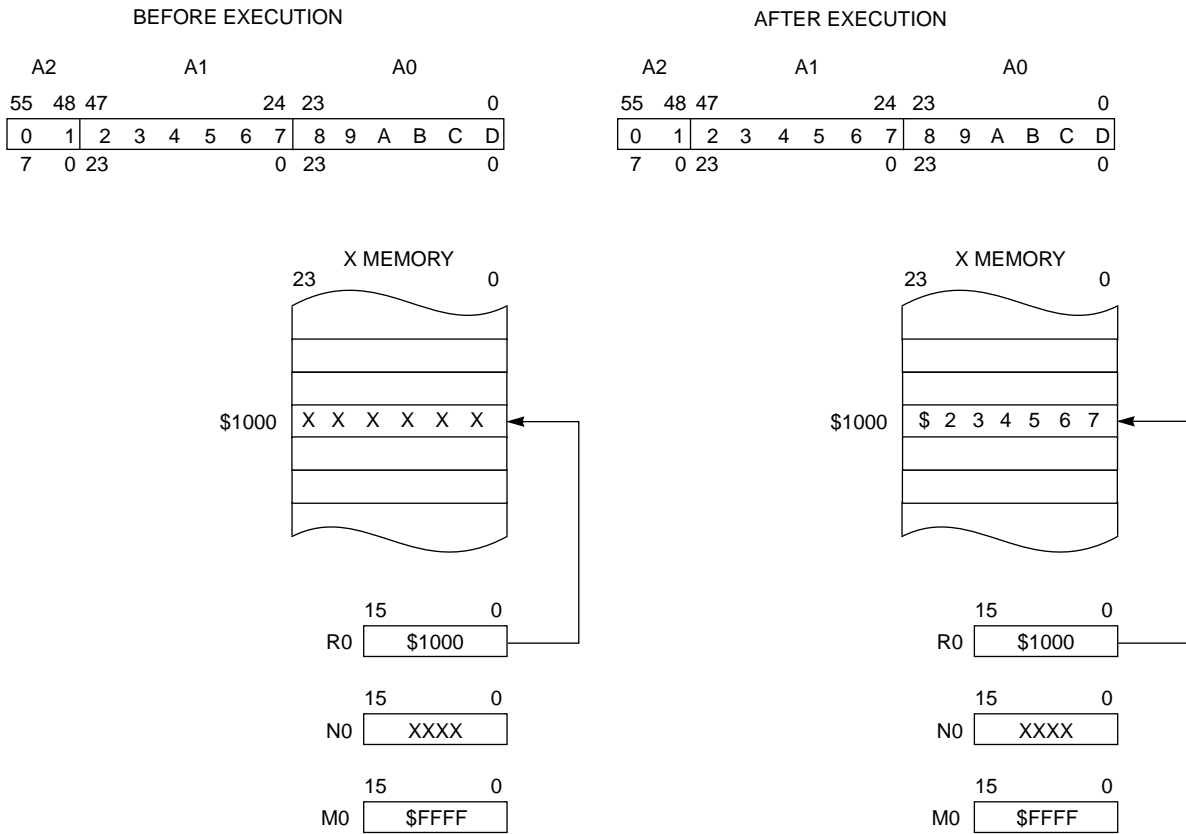 BEFORE EXECUTION
A2 A1 A0
55 48 47 24 23 0
0 1 2 3 4 5 6 7 8 9 A B C D
7 0 23 0 23 0
X MEMORY
23 0
$1000 X X X X X X
15 0
R0 $1000
15 0
N0 XXXX
15 0
M0 $FFFF
AFTER EXECUTION
A2 A1 A0
55 48 47 24 23 0
0 1 2 3 4 5 6 7 8 9 A B C D
7 0 23 0 23 0
X MEMORY
23 0
$1000 $ 2 3 4 5 6 7
15 0
R0 $1000
15 0
N0 XXXX
15 0
M0 $FFFF